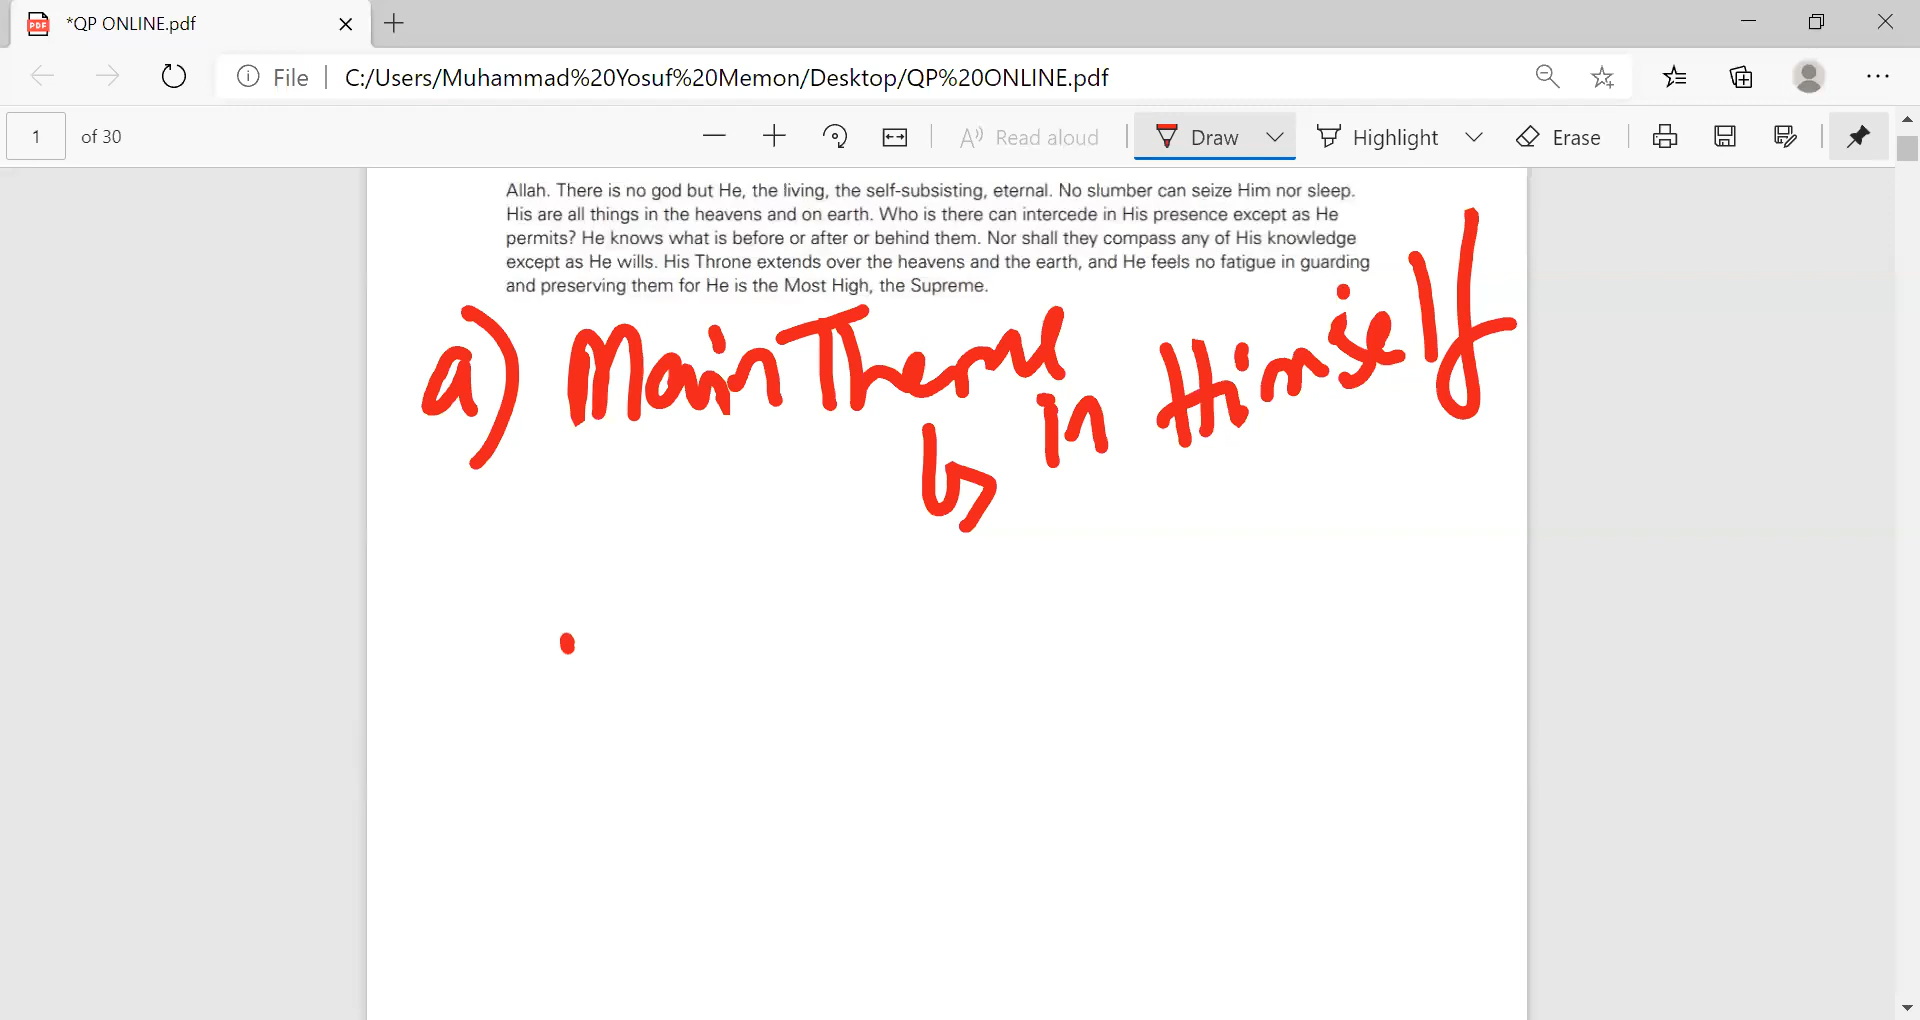 *QP ONLINE.pdf
File | C:/Users/Muhammad%20Yosuf%20Memon/Desktop/QP%20ONLINE.pdf
1 of 30 Read aloud Draw Highlight Erase
Allah. There is no god but He, the living, the self-subsisting, eternal. No slumber can seize Him nor sleep.
His are all things in the heavens and on earth. Who is there can intercede in His presence except as He
permits? He knows what is before or after or behind them. Nor shall they compass any of His knowledge
except as He wills. His Throne extends over the heavens and the earth, and He feels no fatigue in guarding
and preserving them for He is the Most High, the Supreme.
a) Main Theme in Himself